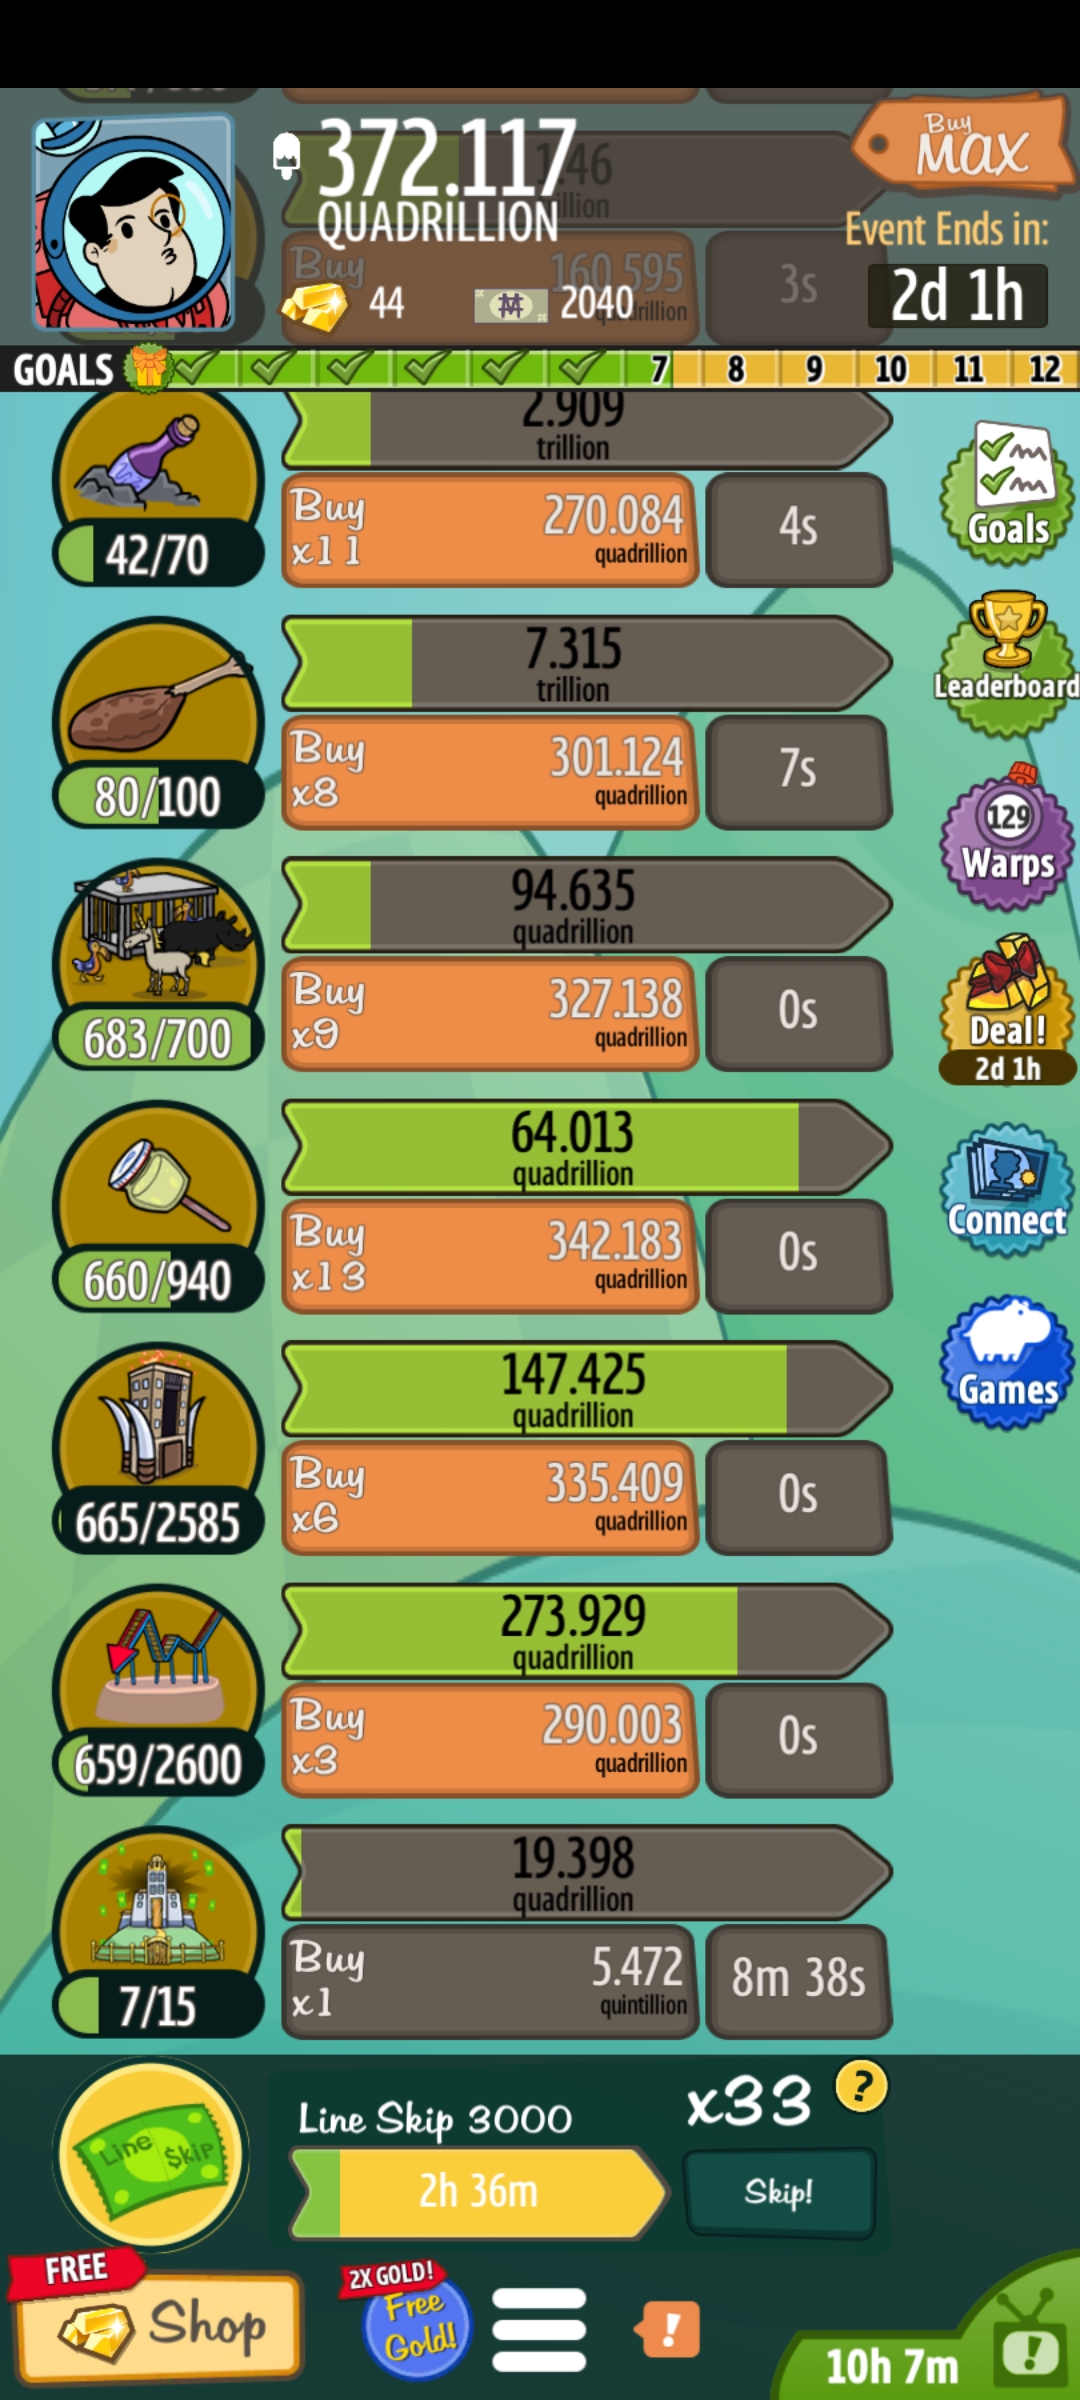 372.117
QUADRILLION
Buy
MAX
Event Ends in:
2d 1h
44
2040
Buy
160.595
3s
GOALS
7
8
9
10
11
12
2.909
trillion
42/70
Buy
x11
270.084
quadrillion
4s
Goals
7.315
trillion
80/100
Buy
x8
301.124
quadrillion
7s
Leaderboard
94.635
quadrillion
683/700
Buy
x9
327.138
quadrillion
0s
129
Warps
Deal!
2d 1h
64.013
quadrillion
660/940
Buy
x13
342.183
quadrillion
0s
Connect
147.425
quadrillion
665/2585
Buy
x6
335.409
quadrillion
0s
Games
273.929
quadrillion
659/2600
Buy
x3
290.003
quadrillion
0s
19.398
quadrillion
7/15
Buy
x1
5.472
quintillion
8m 38s
Line $kip
Line Skip 3000
2h 36m
x33
?
Skip!
FREE
Shop
2X GOLD!
Free
Gold!
!
10h 7m
!